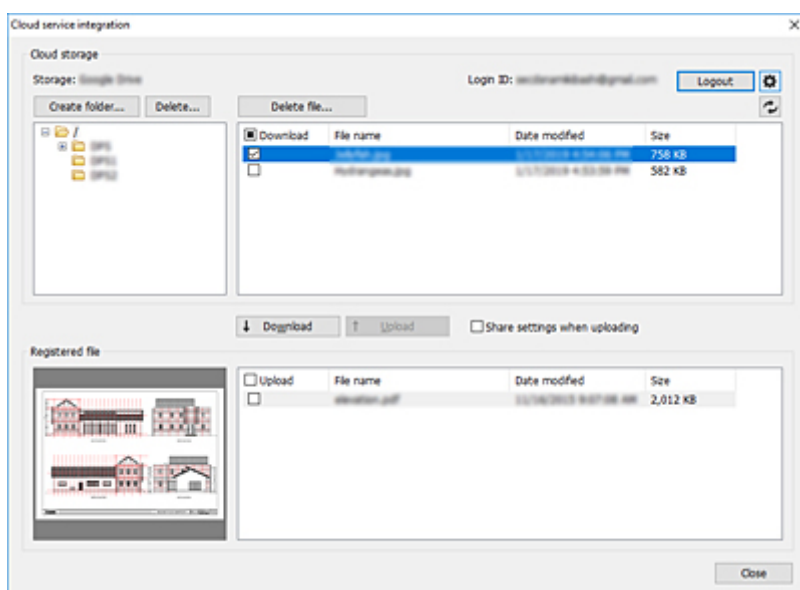 Cloud service integration
Cloud storage
Storage: Login ID: Logout
Create folder... Delete... Delete file...
/
Download File name Date modified Size
758 KB
582 KB
↓ Download ↑ Upload Share settings when uploading
Registered file
Upload File name Date modified Size
2,012 KB
Close